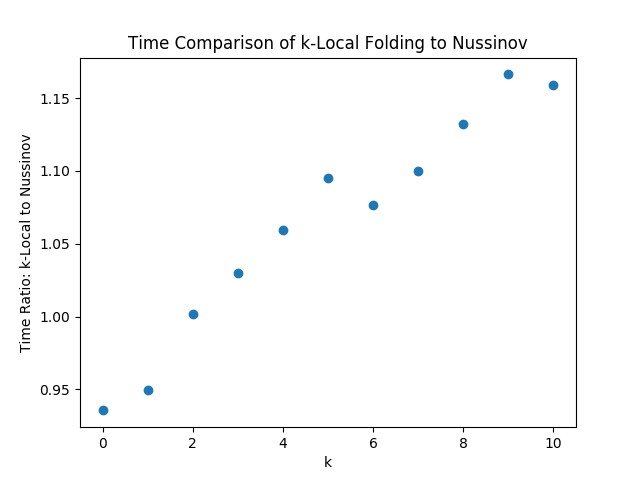 Time Comparison of k-Local Folding to Nussinov
Time Ratio: k-Local to Nussinov
1.15
1.10
1.05
1.00
0.95
0 2 4 6 8 10
k